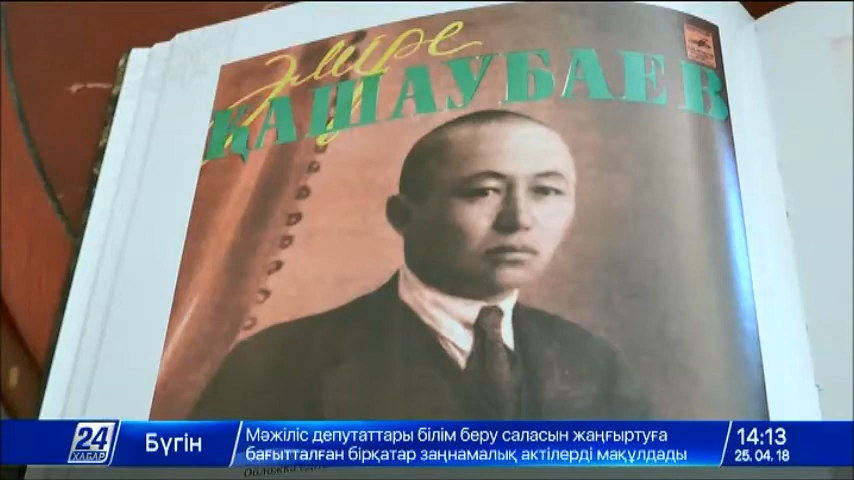 Әміре
ҚАШАУБАЕВ
24
ХАБАР
Бүгін
Мәжіліс депутаттары білім беру саласын жаңғыртуға
бағытталған бірқатар заңнамалық актілерді мақұлдады
14:13
25.04.18
Обложка